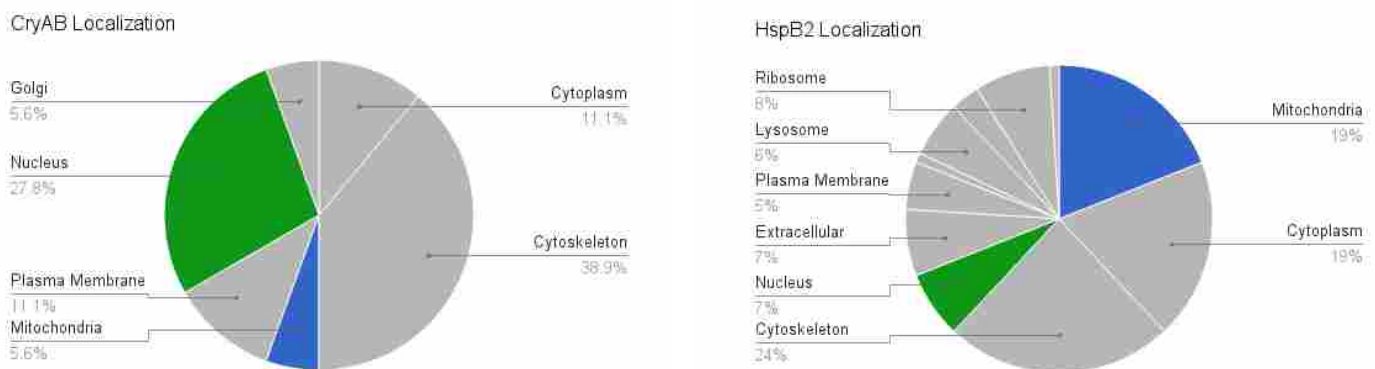 CryAB Localization
Golgi
5.6%
Nucleus
27.8%
Plasma Membrane
11.1%
Mitochondria
5.6%
Cytoplasm
11.1%
Cytoskeleton
38.9%
HspB2 Localization
Ribosome
8%
Lysosome
6%
Plasma Membrane
5%
Extracellular
7%
Nucleus
7%
Cytoskeleton
24%
Mitochondria
19%
Cytoplasm
19%